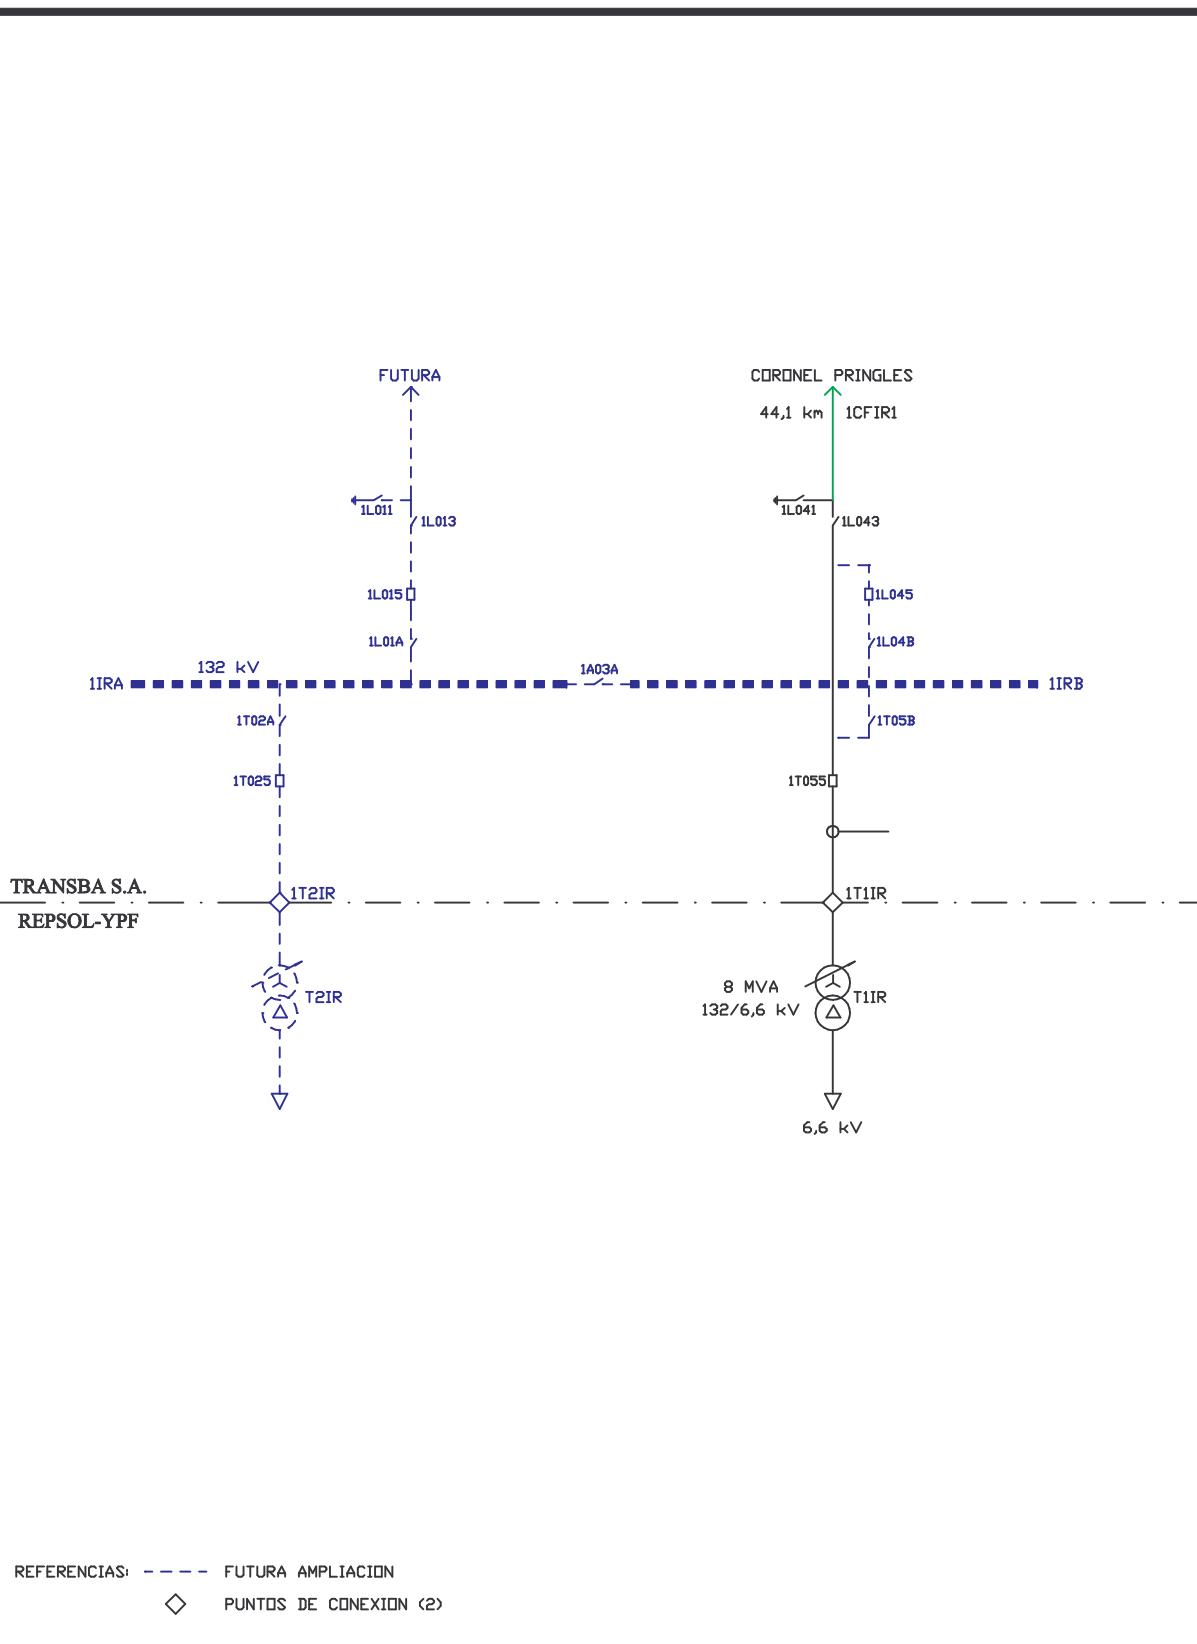 FUTURA
CORONEL PRINGLES
44,1 km 1CFIR1
1L011
1L013
1L041
1L043
1L015
1L045
1L01A
1L04B
132 kV
1A03A
1IRA
1IRB
1T02A
1T05B
1T025
1T055
TRANSBA S.A.
1T2IR
1T1IR
REPSOL-YPF
T2IR
8 MVA
132/6,6 kV
T1IR
6,6 kV
REFERENCIAS: FUTURA AMPLIACION
PUNTOS DE CONEXION (2)